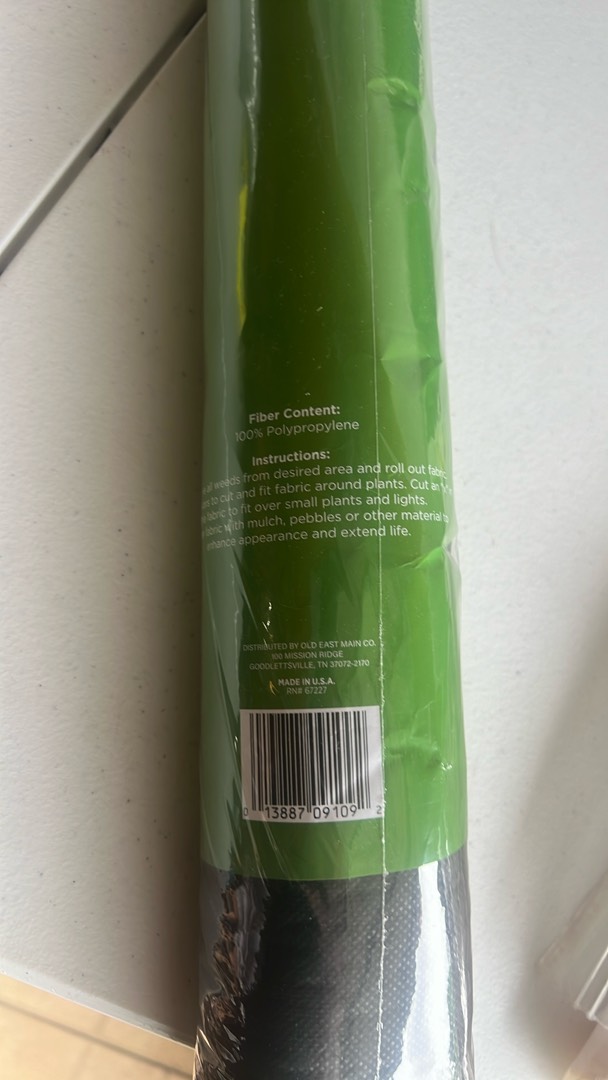 Fiber Content:
100% Polypropylene
Instructions:
all weeds from desired area and roll out fabric
to cut and fit fabric around plants. Cut an
fabric to fit over small plants and lights.
fabric with mulch, pebbles or other material to
enhance appearance and extend life.
DISTRIBUTED BY OLD EAST MAIN CO.
100 MISSION RIDGE
GOODLETTSVILLE, TN 37072-2170
MADE IN U.S.A.
RN# 67227
0 13887 09109 2